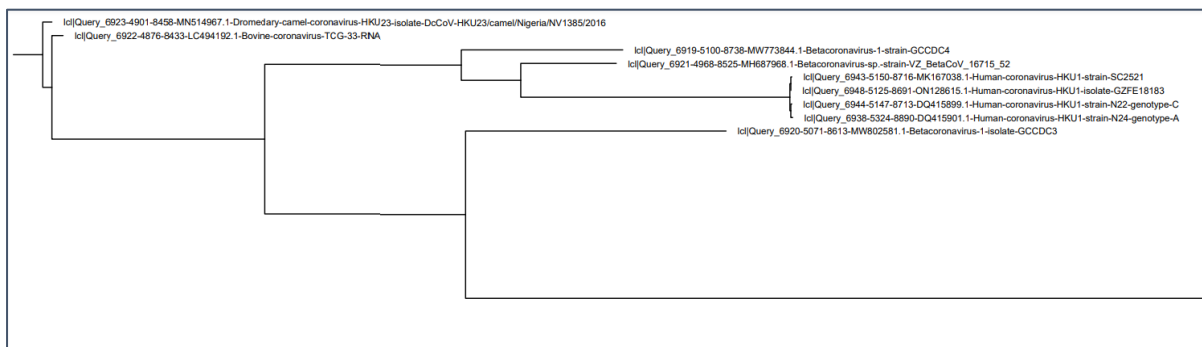 lcl|Query_6923-4901-8458-MN514967.1-Dromedary-camel-coronavirus-HKU23-isolate-DcCoV-HKU23/camel/Nigeria/NV1385/2016
lcl|Query_6922-4876-8433-LC494192.1-Bovine-coronavirus-TCG-33-RNA
lcl|Query_6919-5100-8738-MW773844.1-Betacoronavirus-1-strain-GCCDC4
lcl|Query_6921-4968-8525-MH687968.1-Betacoronavirus-sp.-strain-VZ_BetaCoV_16715_52
lcl|Query_6943-5150-8716-MK167038.1-Human-coronavirus-HKU1-strain-SC2521
lcl|Query_6948-5125-8691-ON128615.1-Human-coronavirus-HKU1-isolate-GZFE18183
lcl|Query_6944-5147-8713-DQ415899.1-Human-coronavirus-HKU1-strain-N22-genotype-C
lcl|Query_6938-5324-8890-DQ415901.1-Human-coronavirus-HKU1-strain-N24-genotype-A
lcl|Query_6920-5071-8613-MW802581.1-Betacoronavirus-1-isolate-GCCDC3